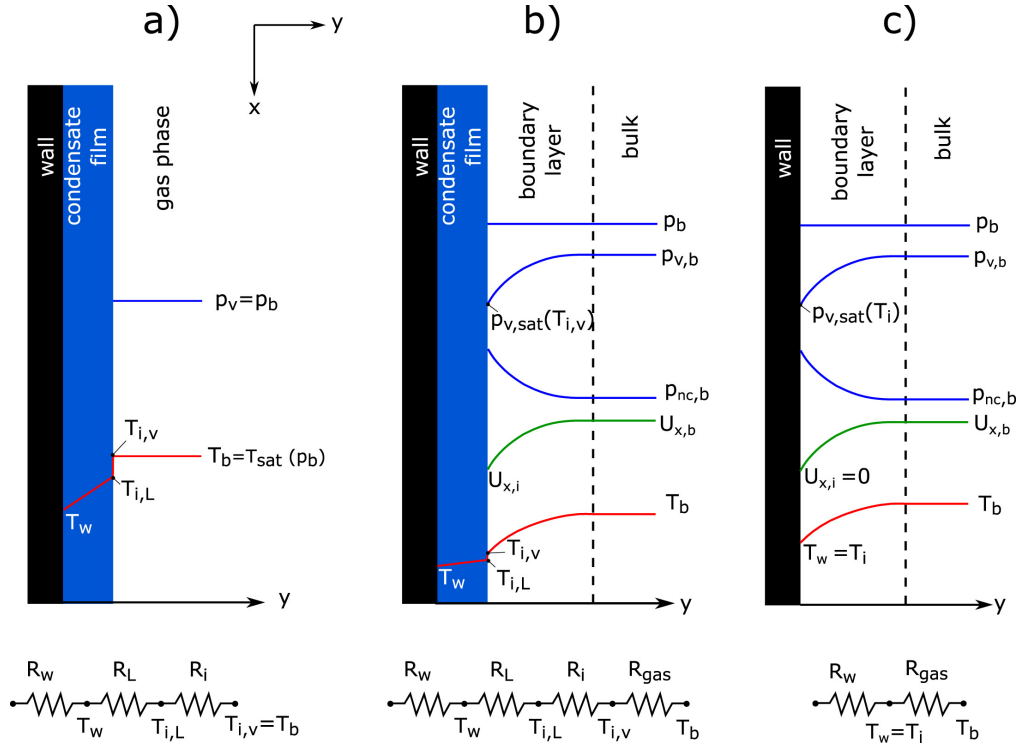 a)
y
x
wall
condensate
film
gas phase
p_v=p_b
T_i,v
T_b=T_sat (p_b)
T_i,L
T_w
y
R_w R_L R_i
T_w T_i,L T_i,v=T_b
b)
wall
condensate
film
boundary
layer
bulk
p_b
p_v,b
p_v,sat(T_i,v)
p_nc,b
U_x,b
U_x,i
T_b
T_i,v
T_i,L
T_w
y
R_w R_L R_i R_gas
T_w T_i,L T_i,v T_b
c)
wall
boundary
layer
bulk
p_b
p_v,b
p_v,sat(T_i)
p_nc,b
U_x,b
U_x,i=0
T_b
T_w=T_i
y
R_w R_gas
T_w=T_i T_b